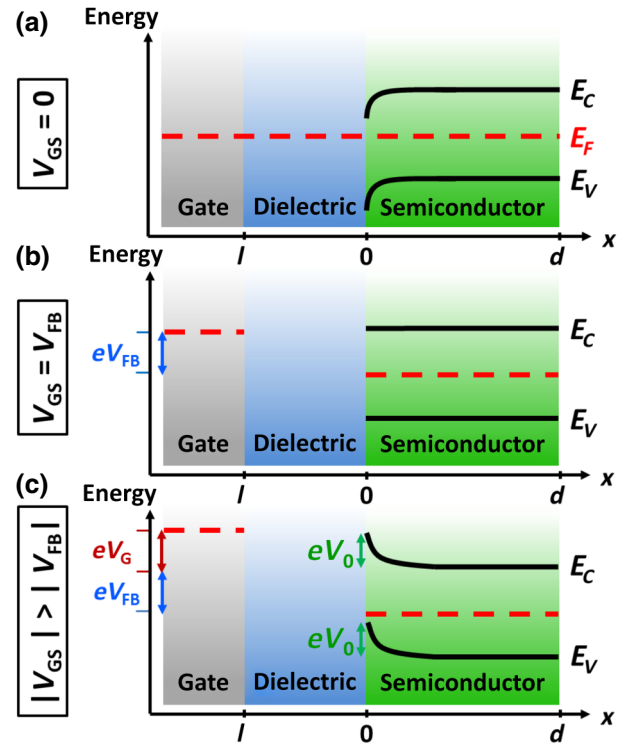 (a)
Energy
V_GS = 0
E_C
E_F
E_V
Gate Dielectric Semiconductor
l 0 d x
(b)
Energy
V_GS = V_FB
eV_FB
E_C
E_V
Gate Dielectric Semiconductor
l 0 d x
(c)
Energy
|V_GS| > |V_FB|
eV_G
eV_FB
eV_0
eV_0
E_C
E_V
Gate Dielectric Semiconductor
l 0 d x